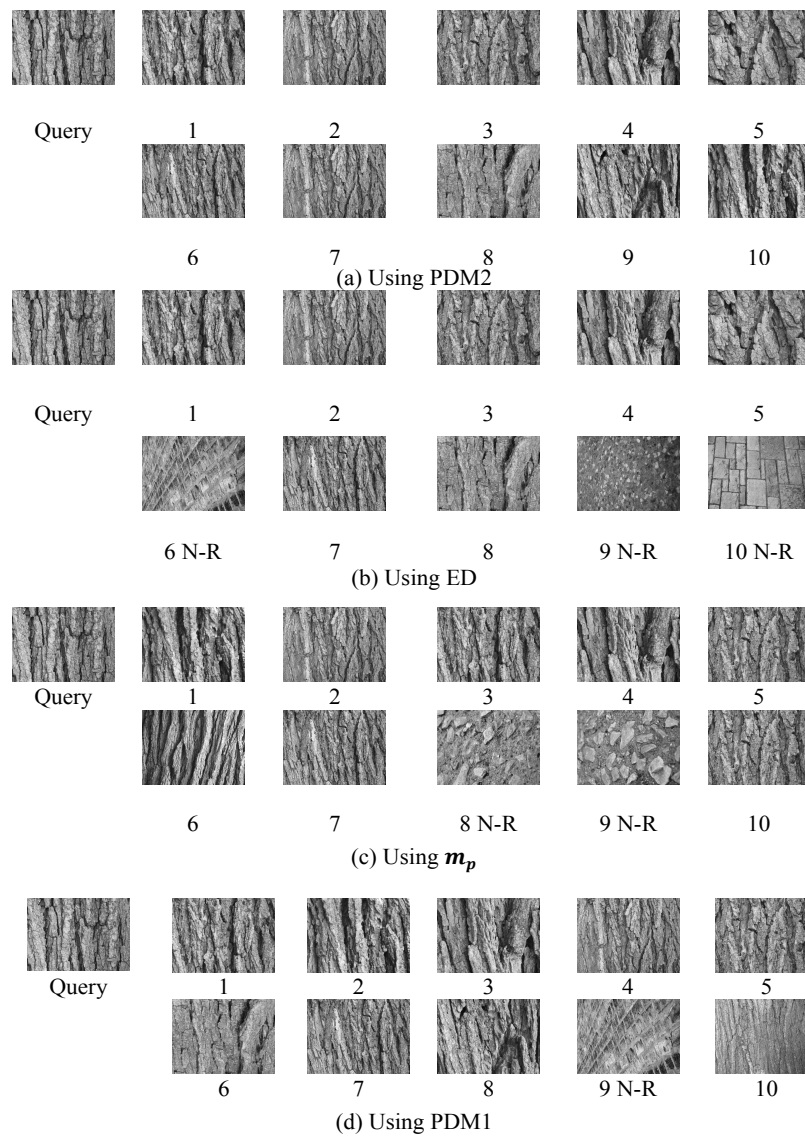 Query 1 2 3 4 5
6 7 8 9 10
(a) Using PDM2
Query 1 2 3 4 5
6 N-R 7 8 9 N-R 10 N-R
(b) Using ED
Query 1 2 3 4 5
6 7 8 N-R 9 N-R 10
(c) Using m_p
Query 1 2 3 4 5
6 7 8 9 N-R 10
(d) Using PDM1